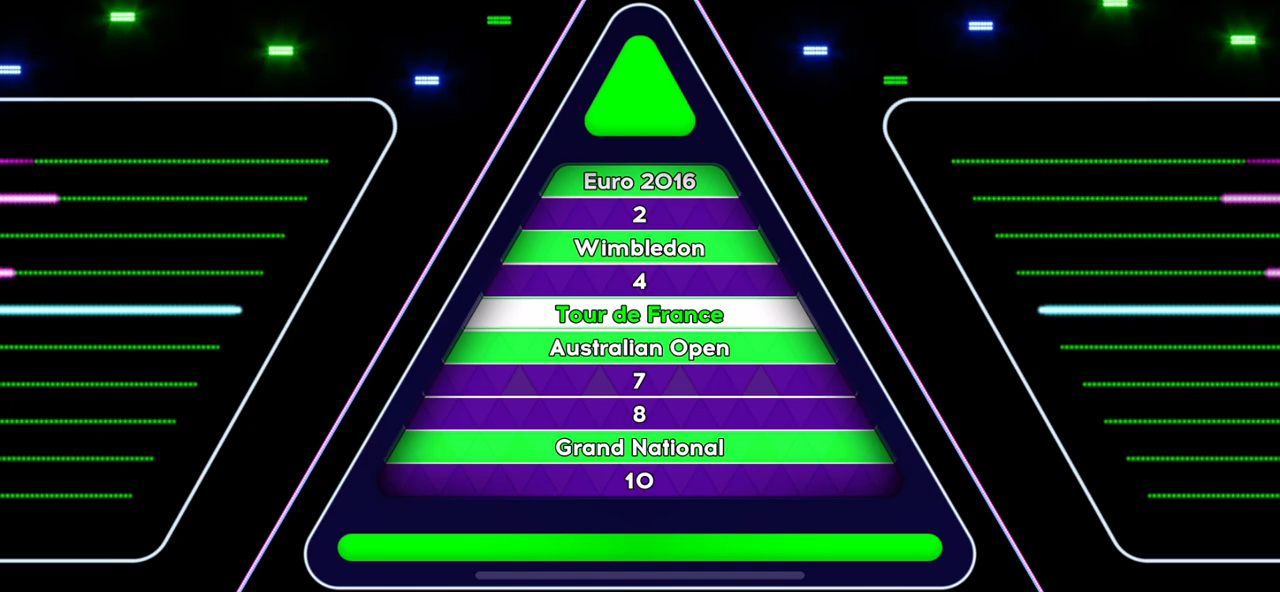 Euro 2016
2
Wimbledon
4
Tour de France
Australian Open
7
8
Grand National
10